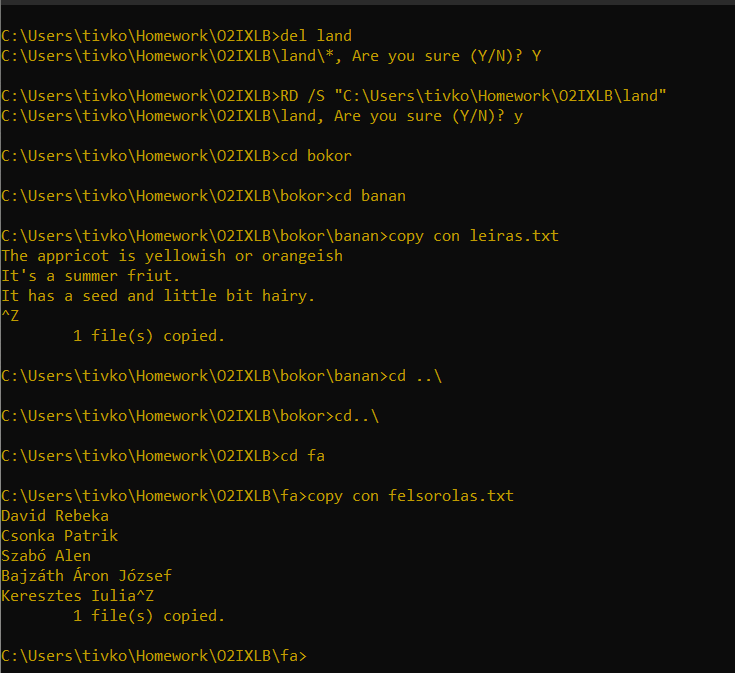 C:\Users\tivko\Homework\O2IXLB>del land
C:\Users\tivko\Homework\O2IXLB\land\*, Are you sure (Y/N)? Y
C:\Users\tivko\Homework\O2IXLB>RD /S "C:\Users\tivko\Homework\O2IXLB\land"
C:\Users\tivko\Homework\O2IXLB\land, Are you sure (Y/N)? y
C:\Users\tivko\Homework\O2IXLB>cd bokor
C:\Users\tivko\Homework\O2IXLB\bokor>cd banan
C:\Users\tivko\Homework\O2IXLB\bokor\banan>copy con leiras.txt
The appricot is yellowish or orangeish
It's a summer friut.
It has a seed and little bit hairy.
^Z
        1 file(s) copied.
C:\Users\tivko\Homework\O2IXLB\bokor\banan>cd ..\
C:\Users\tivko\Homework\O2IXLB\bokor>cd..\
C:\Users\tivko\Homework\O2IXLB>cd fa
C:\Users\tivko\Homework\O2IXLB\fa>copy con felsorolas.txt
David Rebeka
Csonka Patrik
Szabó Alen
Bajzáth Áron József
Keresztes Iulia^Z
        1 file(s) copied.
C:\Users\tivko\Homework\O2IXLB\fa>